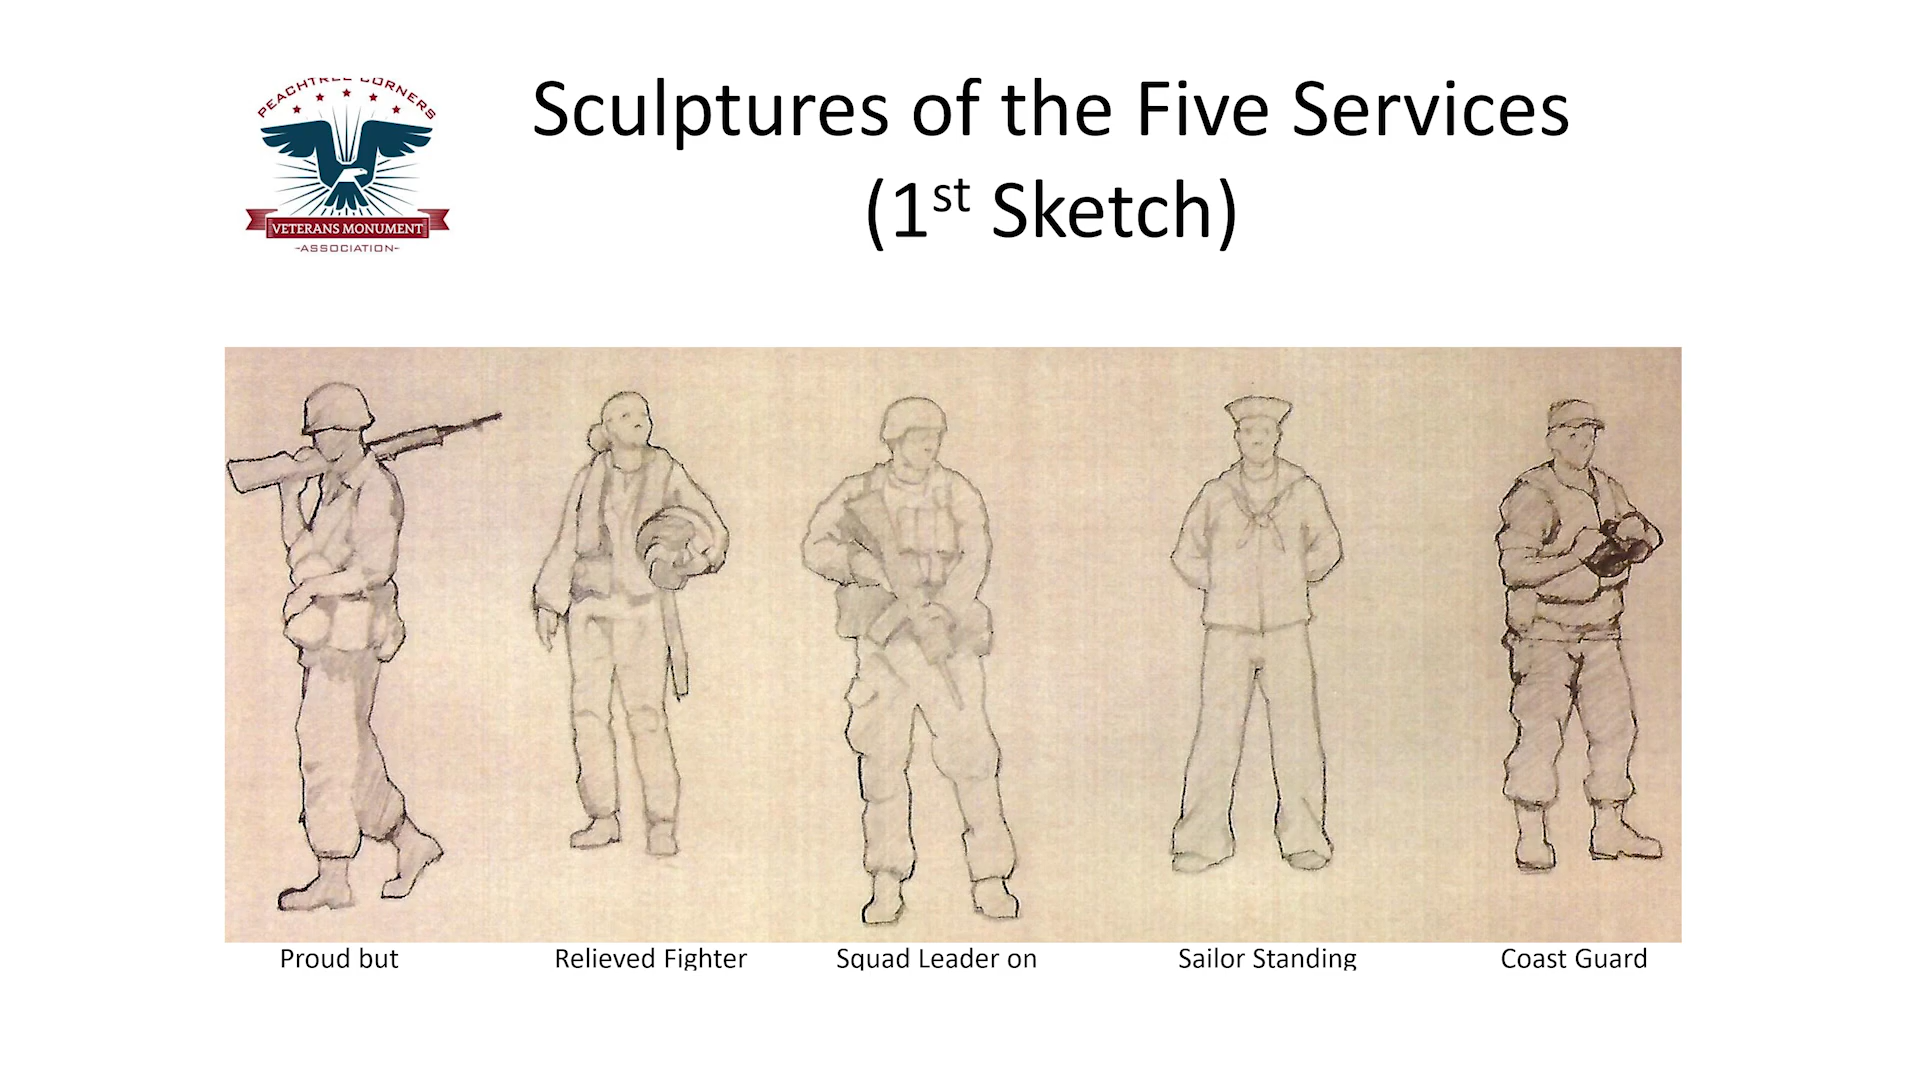 PEACHTREE CORNERS
VETERANS MONUMENT
-ASSOCIATION-
Sculptures of the Five Services
(1st Sketch)
Proud but
Relieved Fighter
Squad Leader on
Sailor Standing
Coast Guard